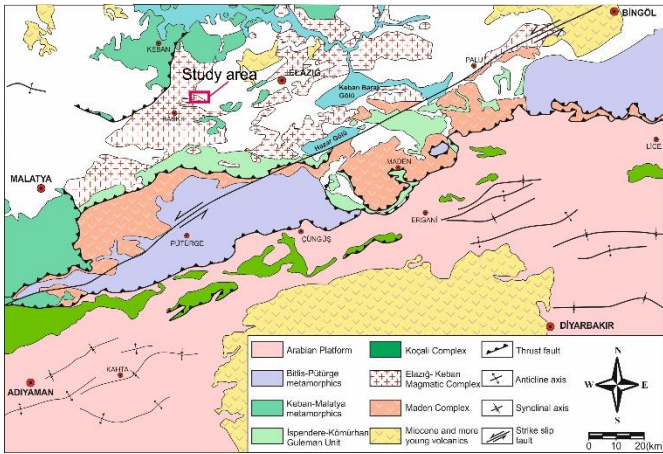 BİNGÖL
KEBAN
PALU
ELAZIĞ
Study area
Keban Baraj
Gölü
BASKİL
Hazar Gölü
LİCE
MADEN
MALATYA
ERGANİ
PÜTÜRGE
ÇÜNGÜŞ
DİYARBAKIR
KAHTA
ADIYAMAN
Arabian Platform
Koçali Complex
Thrust fault
Bitlis-Pütürge
metamorphics
Elazığ- Keban
Magmatic Complex
Anticline axis
Keban-Malatya
metamorphics
Maden Complex
Synclinal axis
İspendere-Kömürhan
Guleman Unit
Miocene and more
young volcanics
Strike slip
fault
N
W
E
S
0
10
20(km)